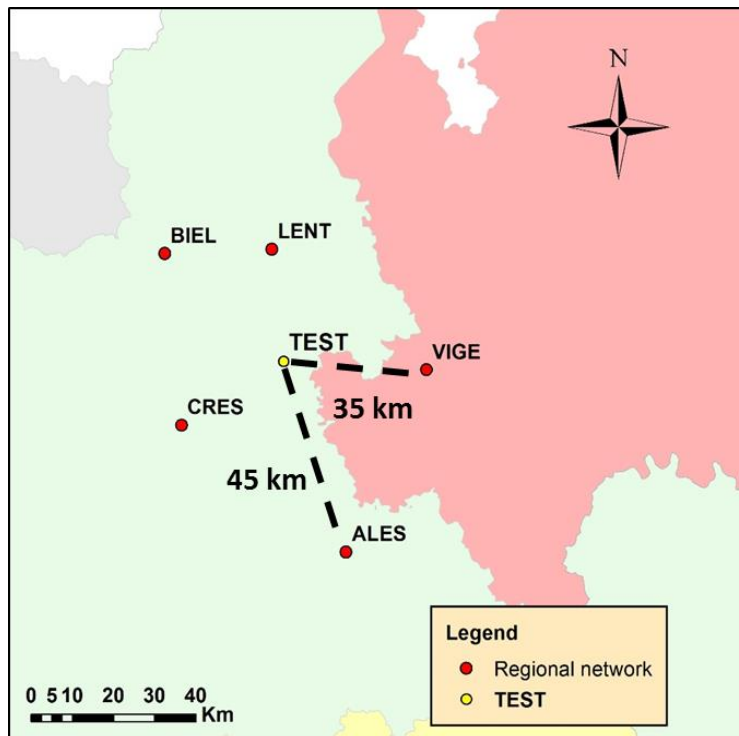 N
BIEL
LENT
TEST
VIGE
35 km
CRES
45 km
ALES
Legend
Regional network
TEST
0 5 10 20 30 40
Km